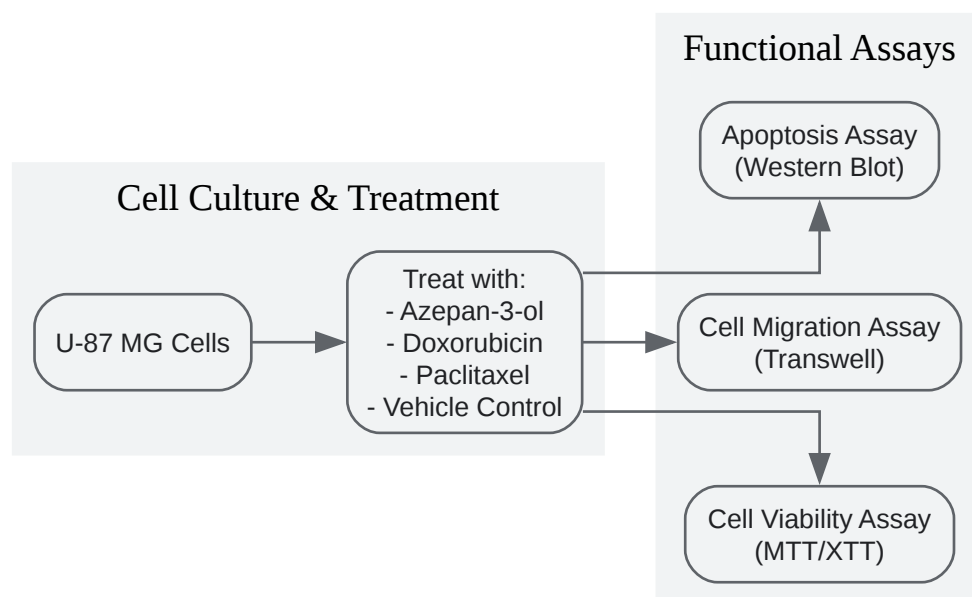 Cell Culture & Treatment
U-87 MG Cells
Treat with:
- Azepan-3-ol
- Doxorubicin
- Paclitaxel
- Vehicle Control
Functional Assays
Apoptosis Assay
(Western Blot)
Cell Migration Assay
(Transwell)
Cell Viability Assay
(MTT/XTT)